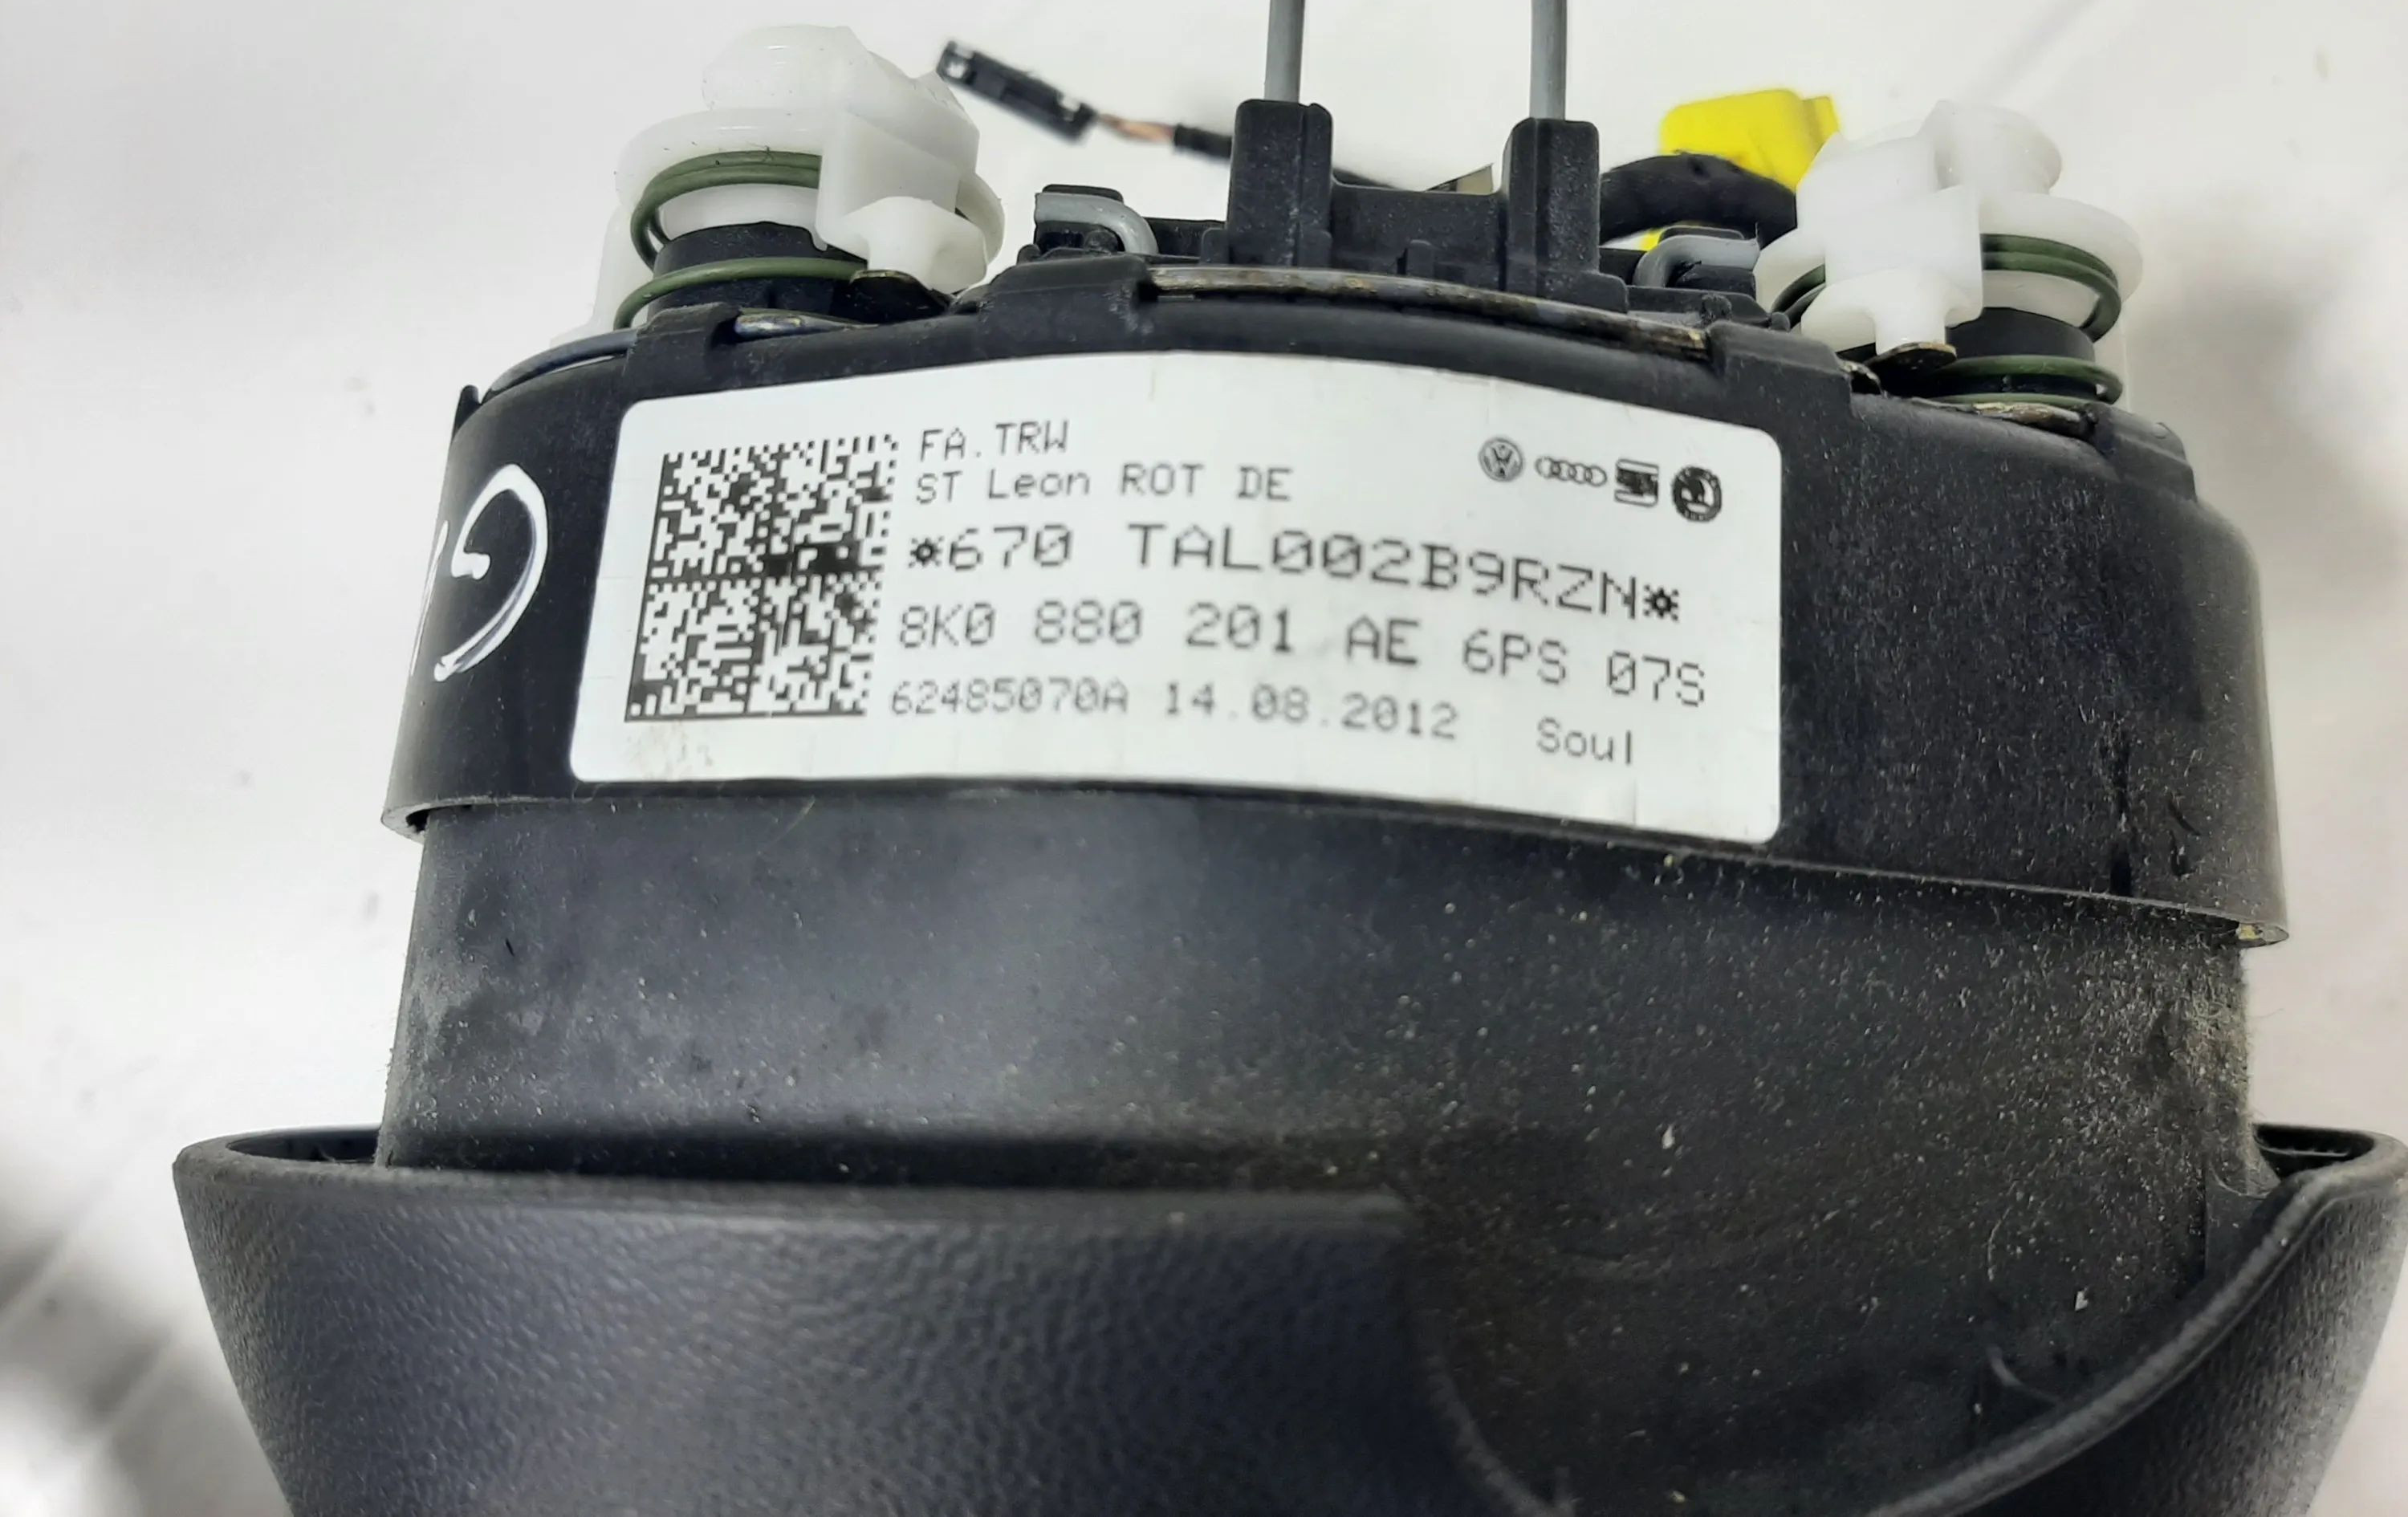 FA.TRW
ST Leon ROT DE
*670 TAL002B9RZN*
8K0 880 201 AE 6PS 07S
62485070A 14.08.2012 Soul